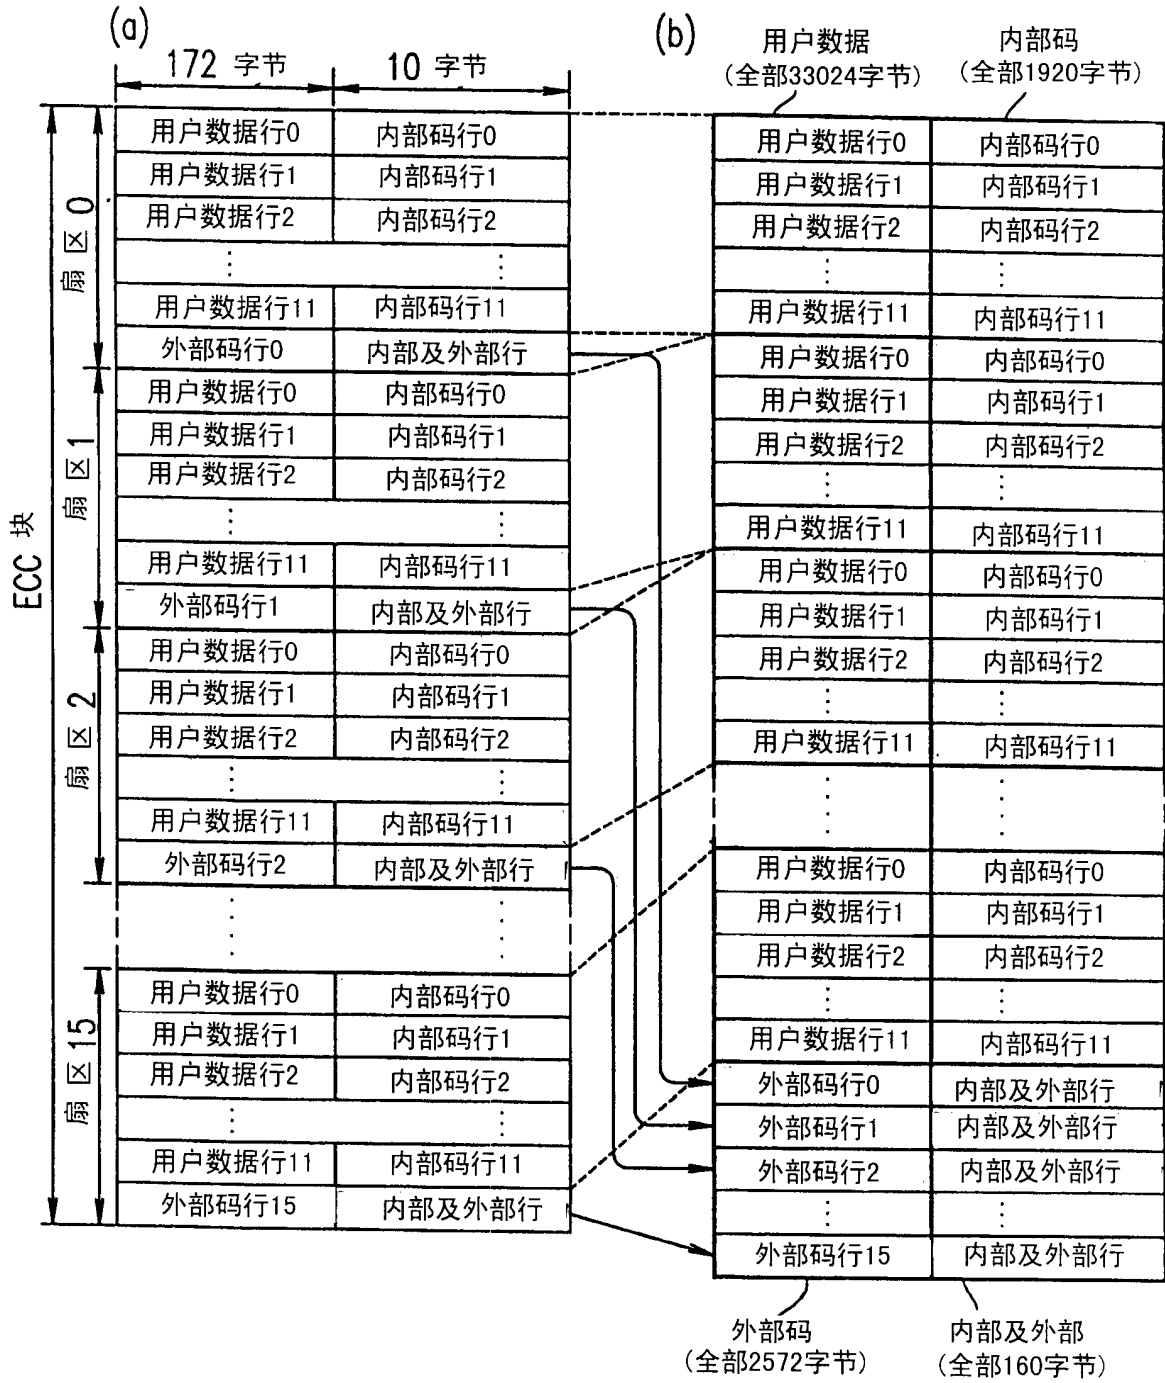 (a)
172 字节
10 字节
ECC 块
扇区0
用户数据行0 内部码行0
用户数据行1 内部码行1
用户数据行2 内部码行2
⋮ ⋮
用户数据行11 内部码行11
外部码行0 内部及外部行
扇区1
用户数据行0 内部码行0
用户数据行1 内部码行1
用户数据行2 内部码行2
⋮ ⋮
用户数据行11 内部码行11
外部码行1 内部及外部行
扇区2
用户数据行0 内部码行0
用户数据行1 内部码行1
用户数据行2 内部码行2
⋮ ⋮
用户数据行11 内部码行11
外部码行2 内部及外部行
⋮ ⋮
扇区15
用户数据行0 内部码行0
用户数据行1 内部码行1
用户数据行2 内部码行2
⋮ ⋮
用户数据行11 内部码行11
外部码行15 内部及外部行
(b)
用户数据
(全部33024字节)
内部码
(全部1920字节)
用户数据行0 内部码行0
用户数据行1 内部码行1
用户数据行2 内部码行2
⋮ ⋮
用户数据行11 内部码行11
用户数据行0 内部码行0
用户数据行1 内部码行1
用户数据行2 内部码行2
⋮ ⋮
用户数据行11 内部码行11
用户数据行0 内部码行0
用户数据行1 内部码行1
用户数据行2 内部码行2
⋮ ⋮
用户数据行11 内部码行11
⋮ ⋮
用户数据行0 内部码行0
用户数据行1 内部码行1
用户数据行2 内部码行2
⋮ ⋮
用户数据行11 内部码行11
外部码行0 内部及外部行
外部码行1 内部及外部行
外部码行2 内部及外部行
⋮ ⋮
外部码行15 内部及外部行
外部码
(全部2572字节)
内部及外部
(全部160字节)